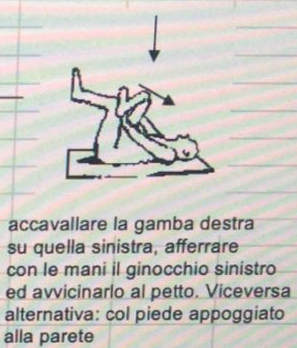 accavallare la gamba destra
su quella sinistra, afferrare
con le mani il ginocchio sinistro
ed avvicinarlo al petto. Viceversa
alternativa: col piede appoggiato
alla parete